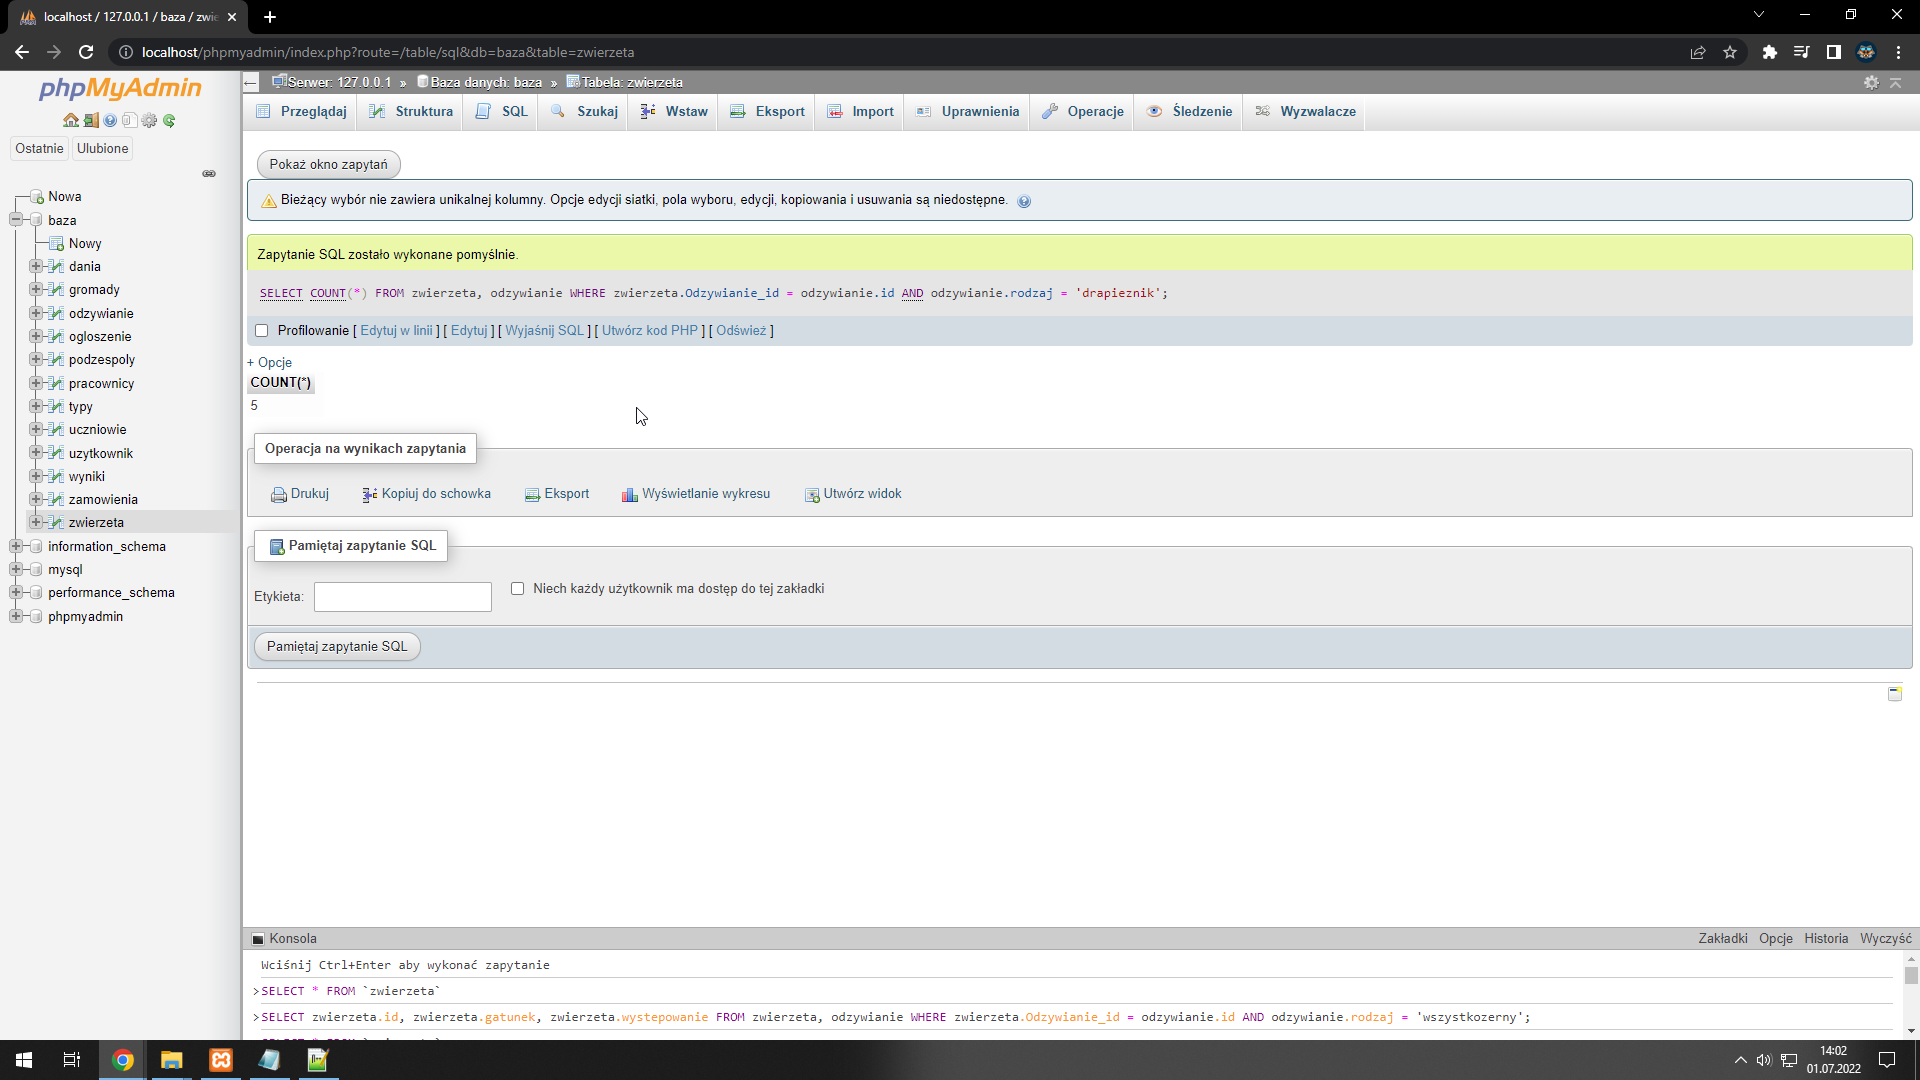 localhost / 127.0.0.1 / baza / zwie
localhost/phpmyadmin/index.php?route=/table/sql&db=baza&table=zwierzeta
phpMyAdmin
Ostatnie Ulubione
Nowa
baza
Nowy
dania
gromady
odzywianie
ogloszenie
podzespoly
pracownicy
typy
uczniowie
uzytkownik
wyniki
zamowienia
zwierzeta
information_schema
mysql
performance_schema
phpmyadmin
Serwer: 127.0.0.1 » Baza danych: baza » Tabela: zwierzeta
Przeglądaj Struktura SQL Szukaj Wstaw Eksport Import Uprawnienia Operacje Śledzenie Wyzwalacze
Pokaż okno zapytań
Bieżący wybór nie zawiera unikalnej kolumny. Opcje edycji siatki, pola wyboru, edycji, kopiowania i usuwania są niedostępne.
Zapytanie SQL zostało wykonane pomyślnie.
SELECT COUNT(*) FROM zwierzeta, odzywianie WHERE zwierzeta.Odzywianie_id = odzywianie.id AND odzywianie.rodzaj = 'drapieznik';
Profilowanie [ Edytuj w linii ] [ Edytuj ] [ Wyjaśnij SQL ] [ Utwórz kod PHP ] [ Odśwież ]
+ Opcje
COUNT(*)
5
Operacja na wynikach zapytania
Drukuj Kopiuj do schowka Eksport Wyświetlanie wykresu Utwórz widok
Pamiętaj zapytanie SQL
Etykieta: Niech każdy użytkownik ma dostęp do tej zakładki
Pamiętaj zapytanie SQL
Konsola Zakładki Opcje Historia Wyczyść
Wciśnij Ctrl+Enter aby wykonać zapytanie
>SELECT * FROM `zwierzeta`
>SELECT zwierzeta.id, zwierzeta.gatunek, zwierzeta.wystepowanie FROM zwierzeta, odzywianie WHERE zwierzeta.Odzywianie_id = odzywianie.id AND odzywianie.rodzaj = 'wszystkozerny';
14:02
01.07.2022